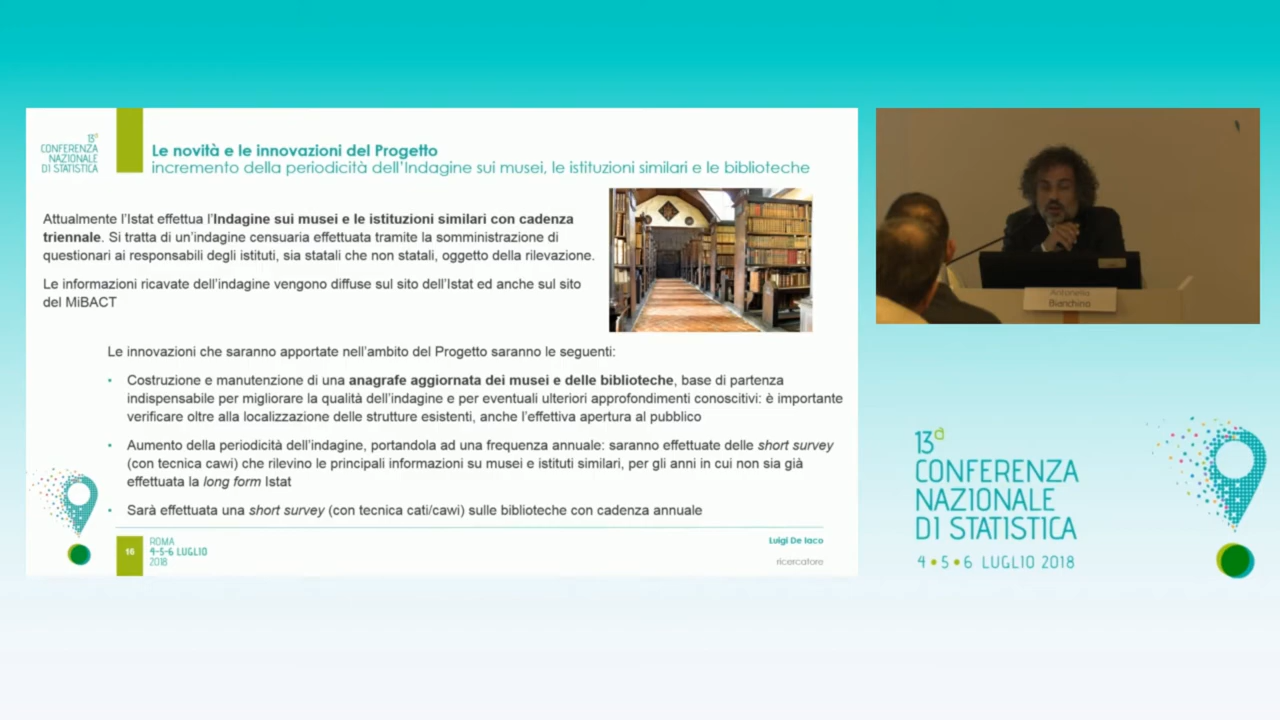 13ª
CONFERENZA
NAZIONALE
DI STATISTICA
Le novità e le innovazioni del Progetto
incremento della periodicità dell'Indagine sui musei, le istituzioni similari e le biblioteche
Attualmente l'Istat effettua l'Indagine sui musei e le istituzioni similari con cadenza
triennale. Si tratta di un'indagine censuaria effettuata tramite la somministrazione di
questionari ai responsabili degli istituti, sia statali che non statali, oggetto della rilevazione.
Le informazioni ricavate dell'indagine vengono diffuse sul sito dell'Istat ed anche sul sito
del MiBACT
Le innovazioni che saranno apportate nell'ambito del Progetto saranno le seguenti:
• Costruzione e manutenzione di una anagrafe aggiornata dei musei e delle biblioteche, base di partenza
indispensabile per migliorare la qualità dell'indagine e per eventuali ulteriori approfondimenti conoscitivi: è importante
verificare oltre alla localizzazione delle strutture esistenti, anche l'effettiva apertura al pubblico
• Aumento della periodicità dell'indagine, portandola ad una frequenza annuale: saranno effettuate delle short survey
(con tecnica cawi) che rilevino le principali informazioni su musei e istituti similari, per gli anni in cui non sia già
effettuata la long form Istat
• Sarà effettuata una short survey (con tecnica cati/cawi) sulle biblioteche con cadenza annuale
16
ROMA
4-5-6 LUGLIO
2018
Luigi De Iaco
ricercatore
Antonella
Bianchino
13ª
CONFERENZA
NAZIONALE
DI STATISTICA
4•5•6 LUGLIO 2018